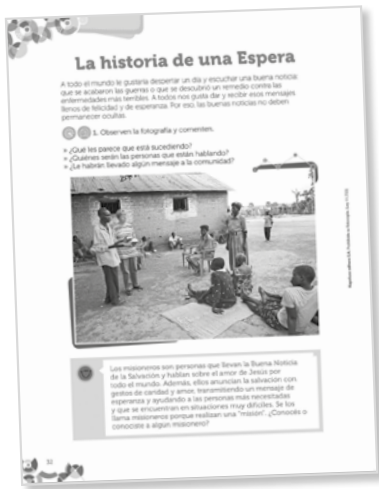 La historia de una Espera
A todo el mundo le gustaría despertar un día y escuchar una buena noticia:
que se acabaron las guerras o que se descubrió un remedio contra las
enfermedades más terribles. A todos nos gusta dar y recibir esos mensajes
llenos de felicidad y de esperanza. Por eso, las buenas noticias no deben
permanecer ocultas.
1. Observen la fotografía y comenten.
» ¿Qué les parece que está sucediendo?
» ¿Quiénes serán las personas que están hablando?
» ¿Le habrán llevado algún mensaje a la comunidad?
Los misioneros son personas que llevan la Buena Noticia
de la Salvación y hablan sobre el amor de Jesús por
todo el mundo. Además, ellos anuncian la salvación con
gestos de caridad y amor, transmitiendo un mensaje de
esperanza y ayudando a las personas más necesitadas
y que se encuentran en situaciones muy difíciles. Se los
llama misioneros porque realizan una "misión". ¿Conocés o
conociste a algún misionero?
32